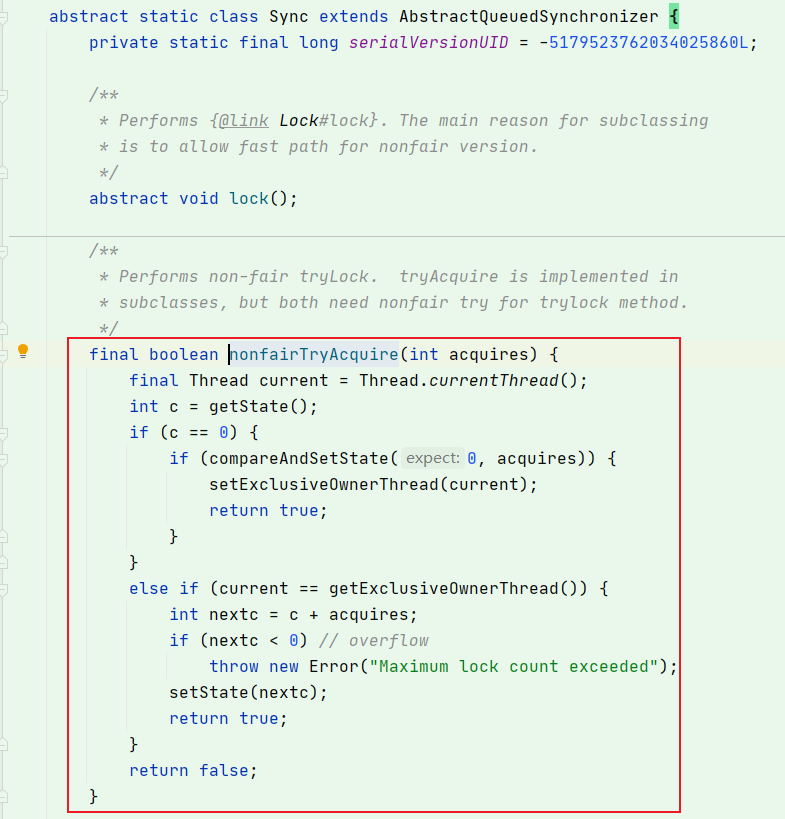 abstract static class Sync extends AbstractQueuedSynchronizer {
    private static final long serialVersionUID = -5179523762034025860L;

    /**
     * Performs {@link Lock#lock}. The main reason for subclassing
     * is to allow fast path for nonfair version.
     */
    abstract void lock();

    /**
     * Performs non-fair tryLock.  tryAcquire is implemented in
     * subclasses, but both need nonfair try for trylock method.
     */
    final boolean nonfairTryAcquire(int acquires) {
        final Thread current = Thread.currentThread();
        int c = getState();
        if (c == 0) {
            if (compareAndSetState( expect: 0, acquires)) {
                setExclusiveOwnerThread(current);
                return true;
            }
        }
        else if (current == getExclusiveOwnerThread()) {
            int nextc = c + acquires;
            if (nextc < 0) // overflow
                throw new Error("Maximum lock count exceeded");
            setState(nextc);
            return true;
        }
        return false;
    }